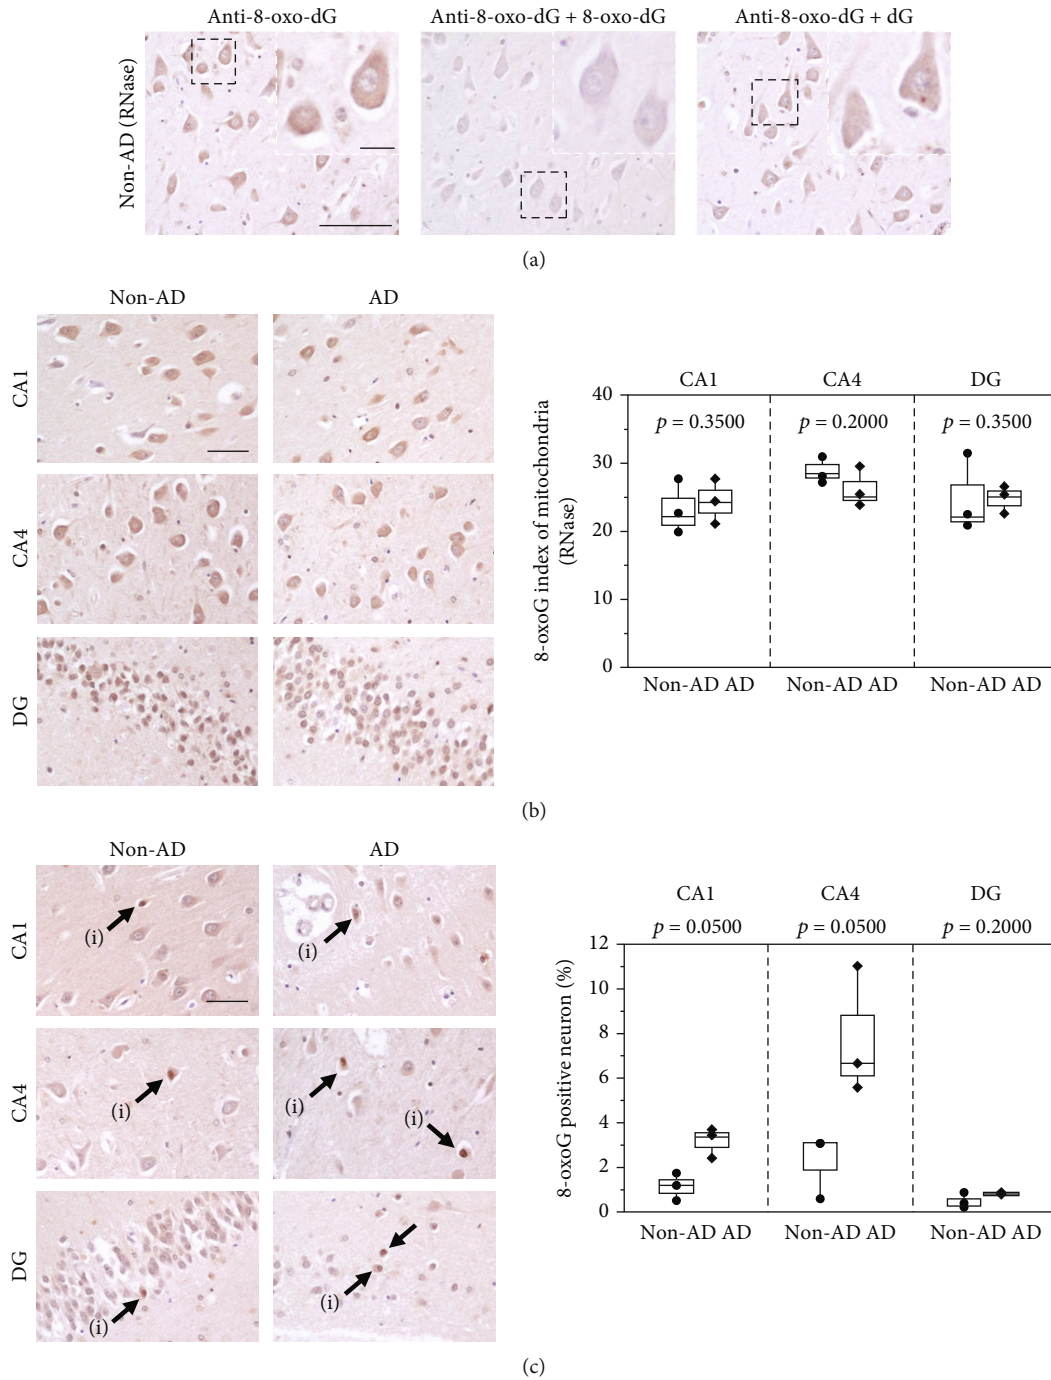 Anti-8-oxo-dG
Anti-8-oxo-dG + 8-oxo-dG
Anti-8-oxo-dG + dG
Non-AD (RNase)
(a)
Non-AD
AD
CA1
CA4
DG
CA1
CA4
DG
p = 0.3500
p = 0.2000
p = 0.3500
8-oxoG index of mitochondria
(RNase)
40
30
20
10
0
Non-AD AD
Non-AD AD
Non-AD AD
(b)
Non-AD
AD
CA1
(i)
(i)
CA4
(i)
(i)
(i)
DG
(i)
(i)
CA1
CA4
DG
p = 0.0500
p = 0.0500
p = 0.2000
8-oxoG positive neuron (%)
12
10
8
6
4
2
0
Non-AD AD
Non-AD AD
Non-AD AD
(c)